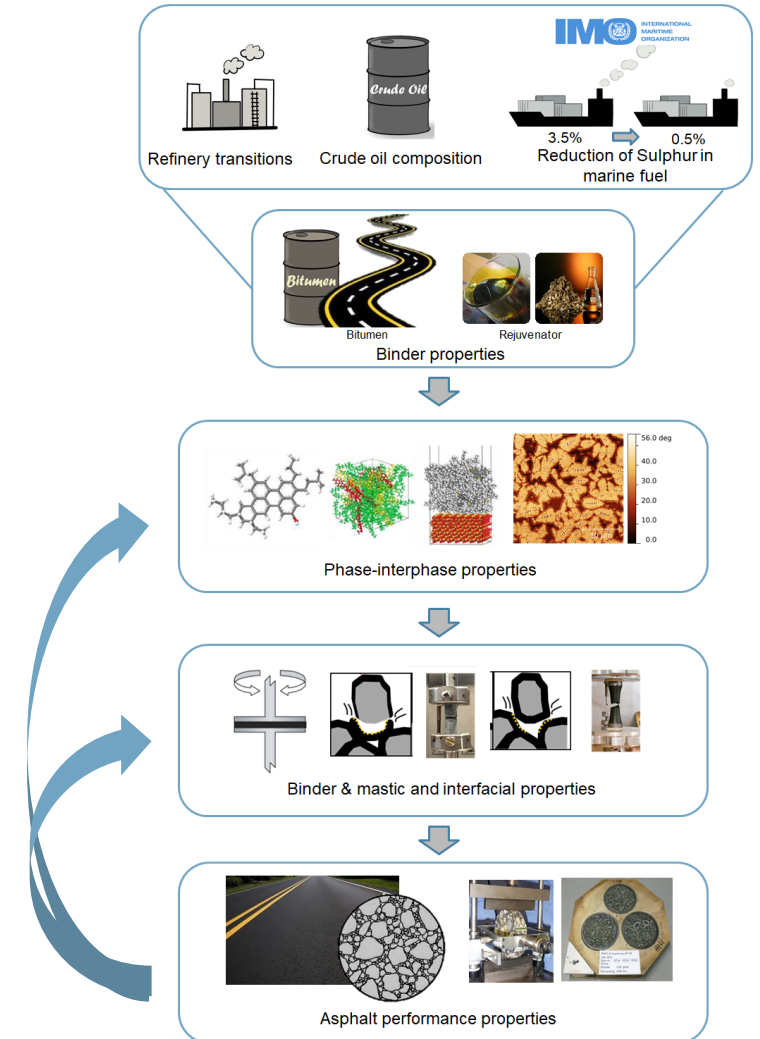 IMO
INTERNATIONAL
MARITIME
ORGANIZATION
Crude Oil
3.5%
0.5%
Refinery transitions
Crude oil composition
Reduction of Sulphur in
marine fuel
Bitumen
Bitumen
Rejuvenator
Binder properties
56.0 deg
40.0
30.0
20.0
10.0
0.0
10 µm
Phase-interphase properties
Binder & mastic and interfacial properties
Asphalt performance properties